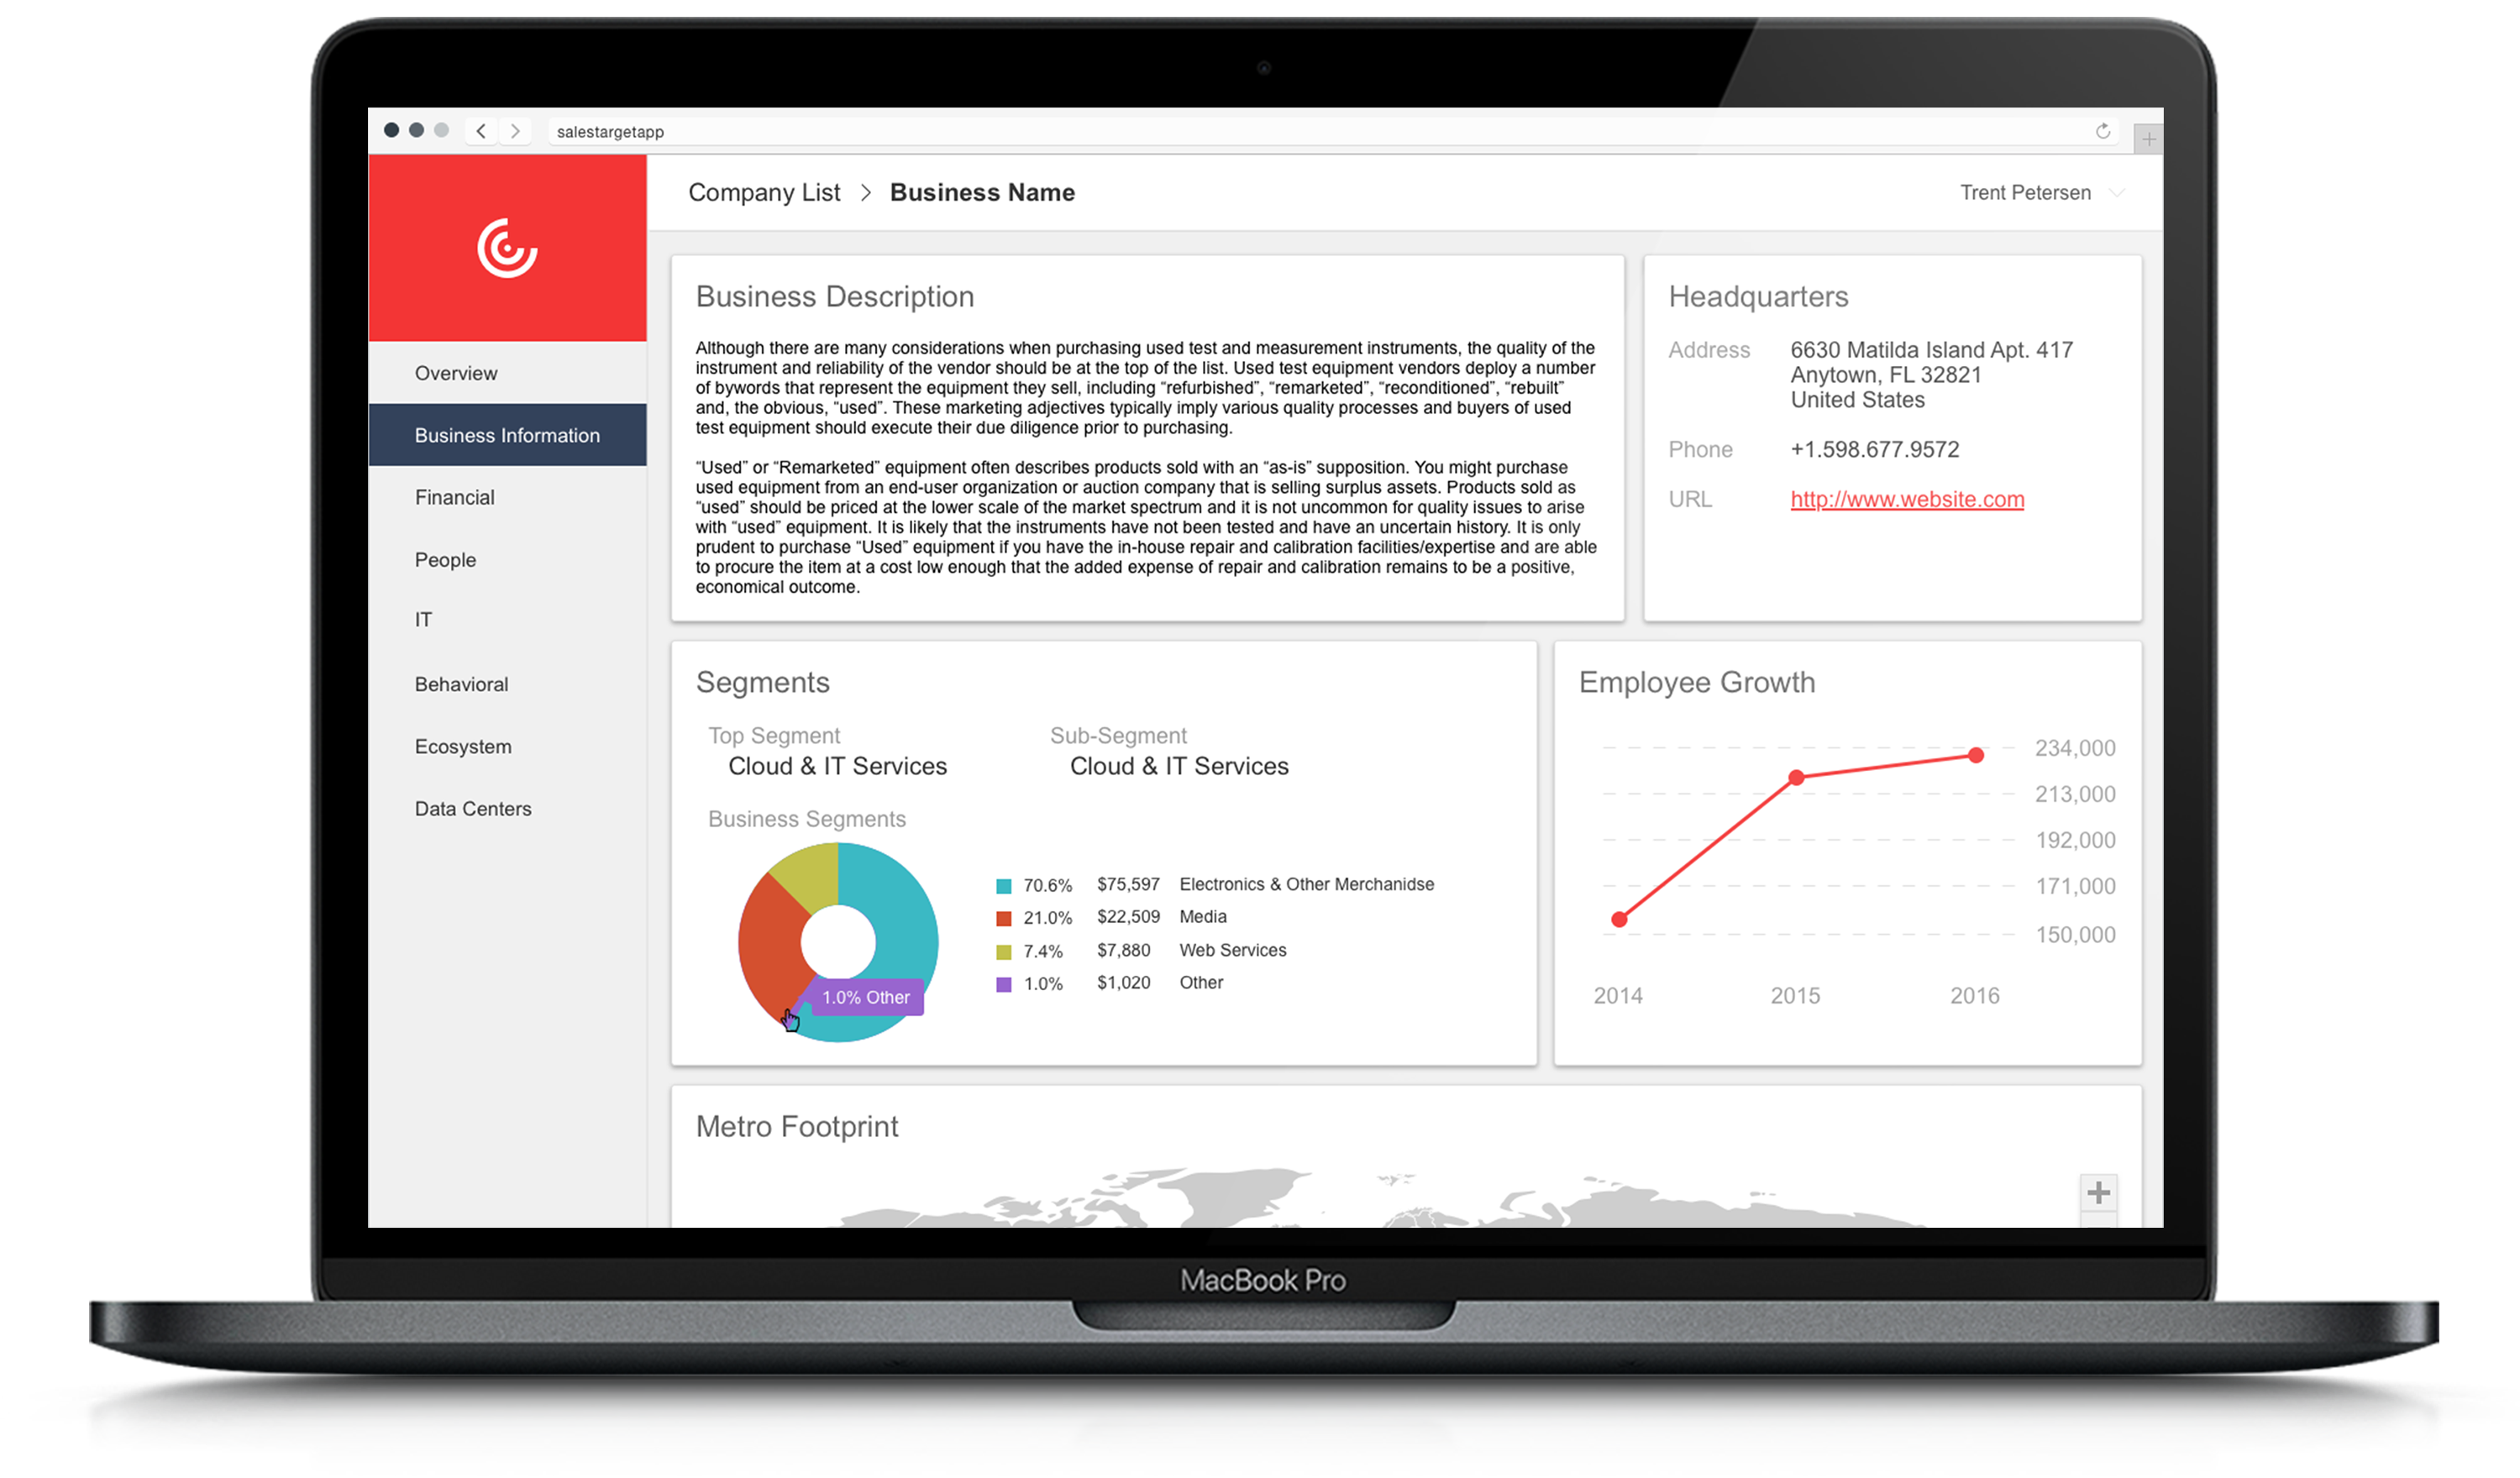 salestargetapp
Company List > Business Name
Trent Petersen
Overview
Business Information
Financial
People
IT
Behavioral
Ecosystem
Data Centers
Business Description
Although there are many considerations when purchasing used test and measurement instruments, the quality of the
instrument and reliability of the vendor should be at the top of the list. Used test equipment vendors deploy a number
of bywords that represent the equipment they sell, including “refurbished”, “remarketed”, “reconditioned”, “rebuilt”
and, the obvious, “used”. These marketing adjectives typically imply various quality processes and buyers of used
test equipment should execute their due diligence prior to purchasing.
“Used” or “Remarketed” equipment often describes products sold with an “as-is” supposition. You might purchase
used equipment from an end-user organization or auction company that is selling surplus assets. Products sold as
“used” should be priced at the lower scale of the market spectrum and it is not uncommon for quality issues to arise
with “used” equipment. It is likely that the instruments have not been tested and have an uncertain history. It is only
prudent to purchase “Used” equipment if you have the in-house repair and calibration facilities/expertise and are able
to procure the item at a cost low enough that the added expense of repair and calibration remains to be a positive,
economical outcome.
Headquarters
Address 6630 Matilda Island Apt. 417
Anytown, FL 32821
United States
Phone +1.598.677.9572
URL http://www.website.com
Segments
Top Segment
Cloud & IT Services
Sub-Segment
Cloud & IT Services
Business Segments
1.0% Other
70.6% $75,597 Electronics & Other Merchanidse
21.0% $22,509 Media
7.4% $7,880 Web Services
1.0% $1,020 Other
Employee Growth
234,000
213,000
192,000
171,000
150,000
2014 2015 2016
Metro Footprint
MacBook Pro